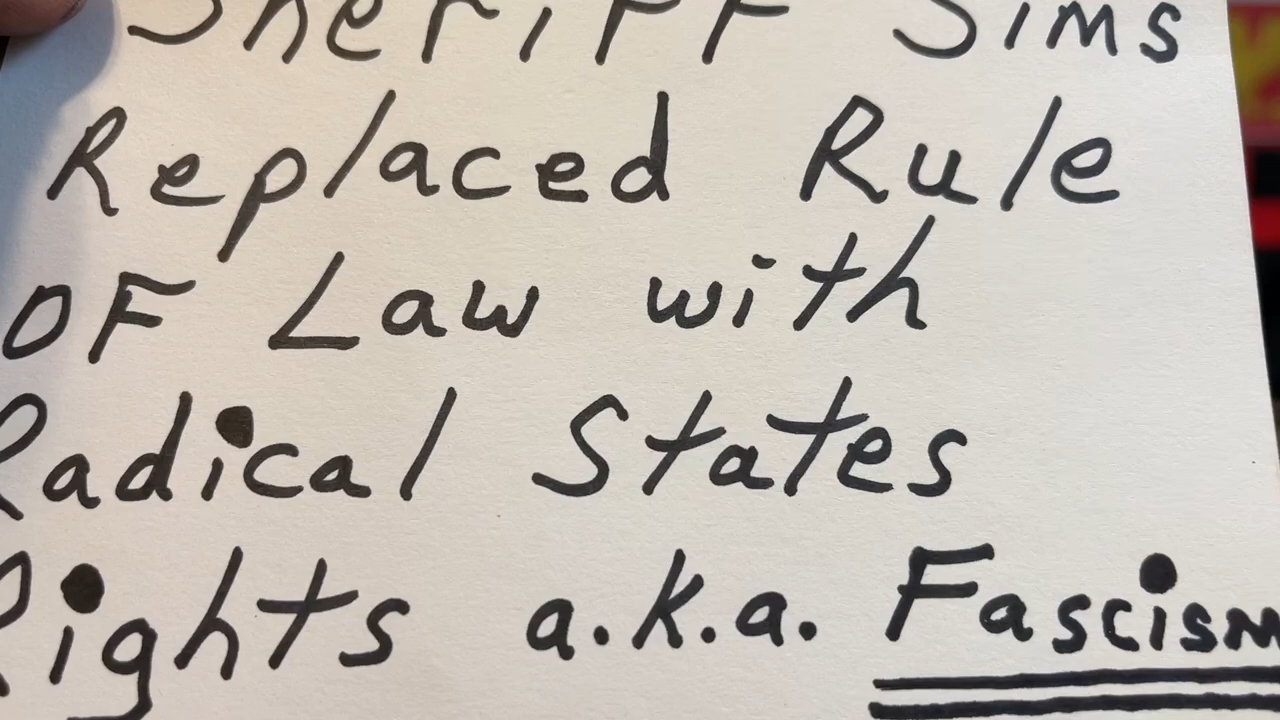 Sheriff Sims
Replaced Rule
OF Law with
Radical States
Rights a.k.a. Fascism